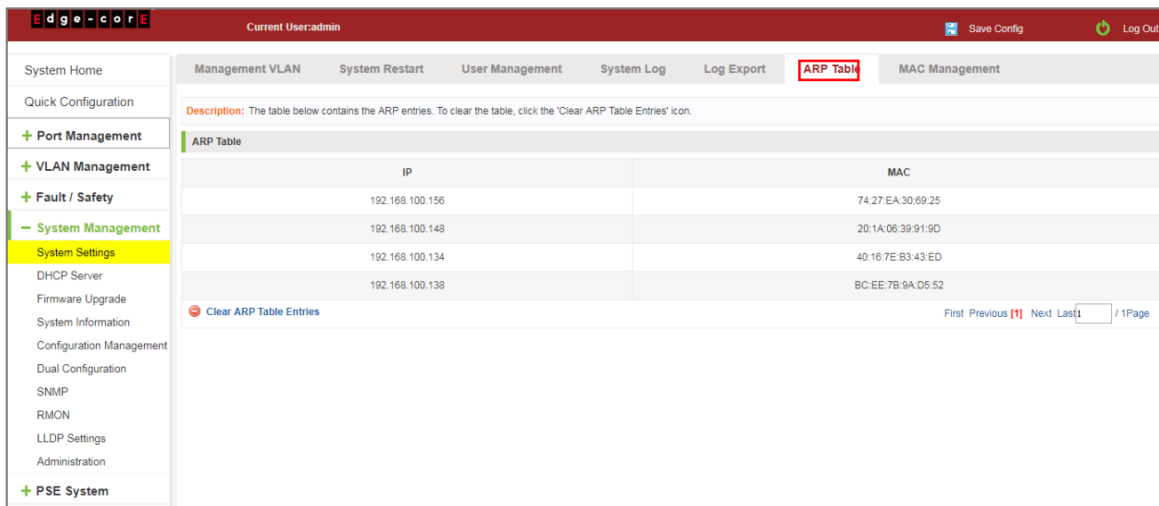 Edge-corE
Current User:admin
Save Config
Log Out
System Home
Quick Configuration
Port Management
VLAN Management
Fault / Safety
System Management
System Settings
DHCP Server
Firmware Upgrade
System Information
Configuration Management
Dual Configuration
SNMP
RMON
LLDP Settings
Administration
PSE System
Management VLAN System Restart User Management System Log Log Export ARP Table MAC Management
Description: The table below contains the ARP entries. To clear the table, click the 'Clear ARP Table Entries' icon.
ARP Table
IP MAC
192.168.100.156 74:27:EA:30:69:25
192.168.100.148 20:1A:06:39:91:9D
192.168.100.134 40:16:7E:B3:43:ED
192.168.100.138 BC:EE:7B:9A:D5:52
Clear ARP Table Entries First Previous [1] Next Last 1 / 1Page